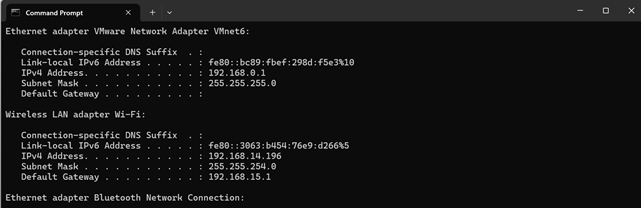 Command Prompt
Ethernet adapter VMware Network Adapter VMnet6:
Connection-specific DNS Suffix  . :
Link-local IPv6 Address . . . . . : fe80::bc89:fbef:298d:f5e3%10
IPv4 Address. . . . . . . . . . . : 192.168.0.1
Subnet Mask . . . . . . . . . . . : 255.255.255.0
Default Gateway . . . . . . . . . :
Wireless LAN adapter Wi-Fi:
Connection-specific DNS Suffix  . :
Link-local IPv6 Address . . . . . : fe80::3063:b454:76e9:d266%5
IPv4 Address. . . . . . . . . . . : 192.168.14.196
Subnet Mask . . . . . . . . . . . : 255.255.254.0
Default Gateway . . . . . . . . . : 192.168.15.1
Ethernet adapter Bluetooth Network Connection: